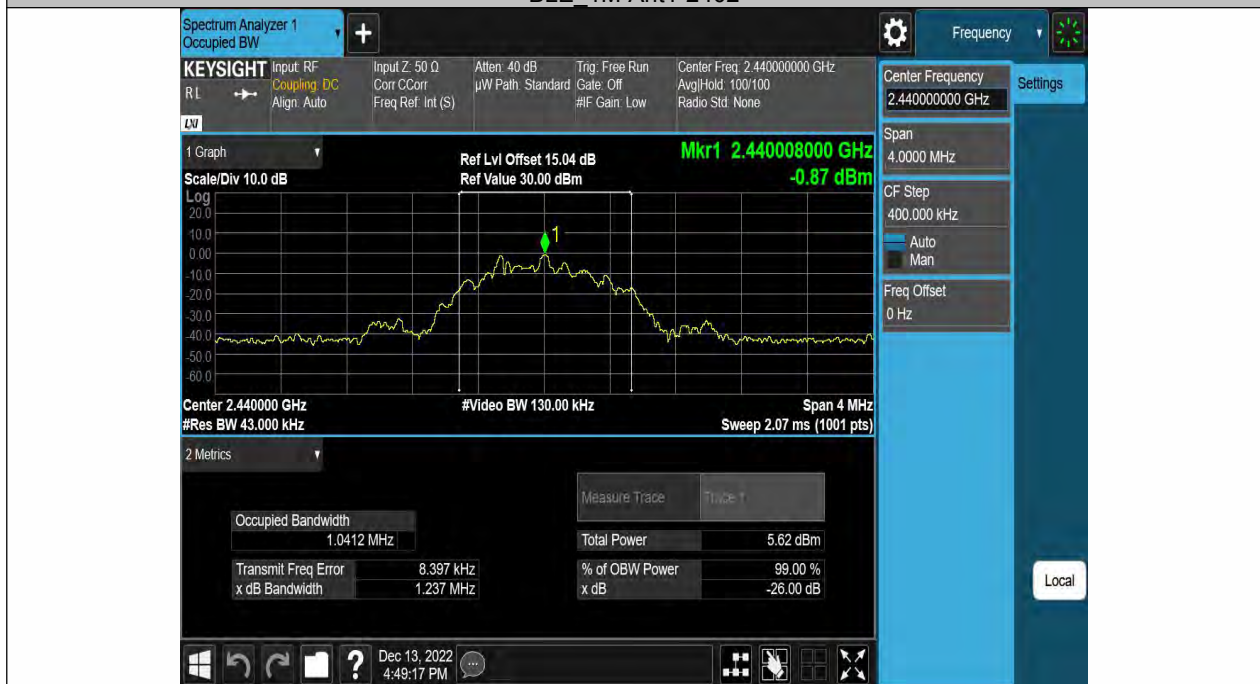 Spectrum Analyzer 1
Occupied BW
+
Frequency
KEYSIGHT
RL
LXI
Input: RF
Coupling: DC
Align: Auto
Input Z: 50 Ω
Corr CCorr
Freq Ref: Int (S)
Atten: 40 dB
µW Path: Standard
Trig: Free Run
Gate: Off
#IF Gain: Low
Center Freq: 2.440000000 GHz
Avg|Hold: 100/100
Radio Std: None
Center Frequency
2.440000000 GHz
Settings
Span
4.0000 MHz
CF Step
400.000 kHz
Auto
Man
Freq Offset
0 Hz
1 Graph
Scale/Div 10.0 dB
Ref Lvl Offset 15.04 dB
Ref Value 30.00 dBm
Mkr1 2.440008000 GHz
-0.87 dBm
Log
20.0
10.0
0.00
-10.0
-20.0
-30.0
-40.0
-50.0
-60.0
1
Center 2.440000 GHz
#Res BW 43.000 kHz
#Video BW 130.00 kHz
Span 4 MHz
Sweep 2.07 ms (1001 pts)
2 Metrics
Measure Trace
Trace 1
Occupied Bandwidth
1.0412 MHz
Total Power 5.62 dBm
Transmit Freq Error 8.397 kHz
% of OBW Power 99.00 %
x dB Bandwidth 1.237 MHz
x dB -26.00 dB
Local
?
Dec 13, 2022
4:49:17 PM